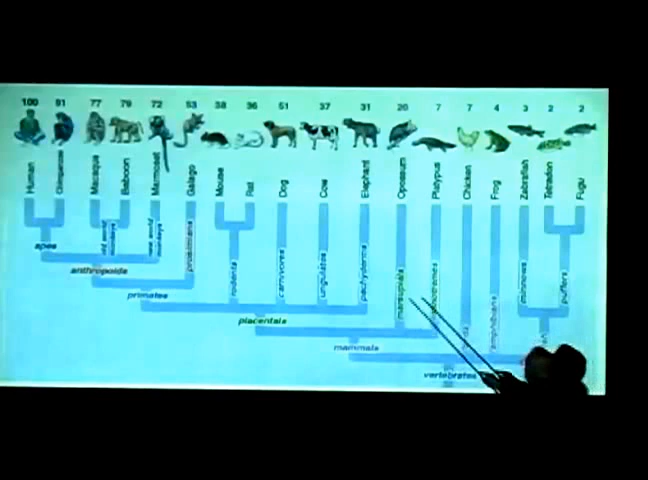 100 91 77 79 72 53 38 36 51 37 31 20 7 7 4 3 2 2
Human
Chimpanzee
Macaque
Baboon
Marmoset
Galago
Mouse
Rat
Dog
Cow
Elephant
Opossum
Platypus
Chicken
Frog
Zebrafish
Tetraodon
Fugu
apes
old world
monkeys
new world
monkeys
prosimians
anthropoids
rodents
carnivores
ungulates
pachyderms
marsupials
monotremes
amphibians
minnows
puffers
primates
placentals
mammals
vertebrates